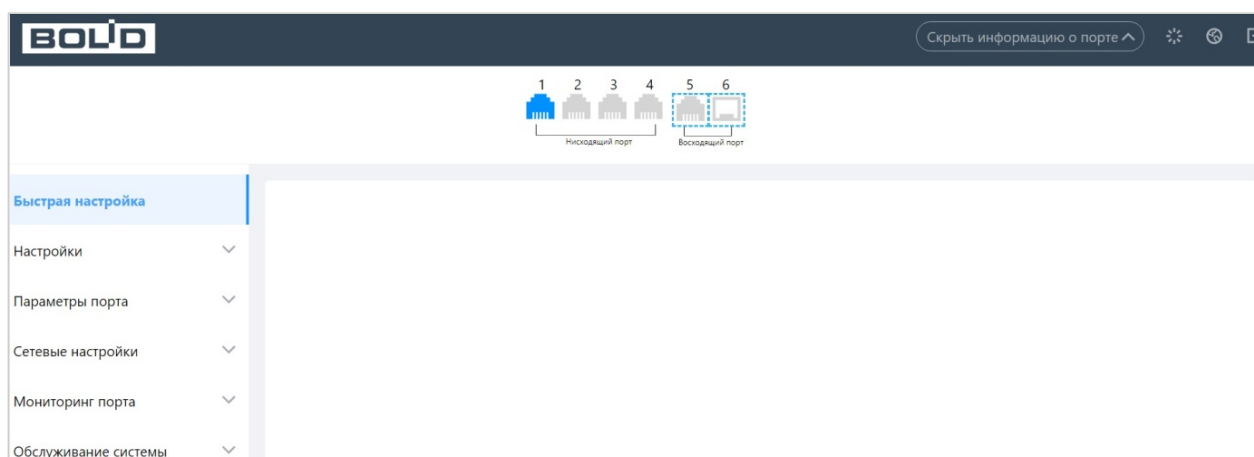 BOLID
Скрыть информацию о порте
1 2 3 4 5 6
Нисходящий порт Восходящий порт
Быстрая настройка
Настройки
Параметры порта
Сетевые настройки
Мониторинг порта
Обслуживание системы